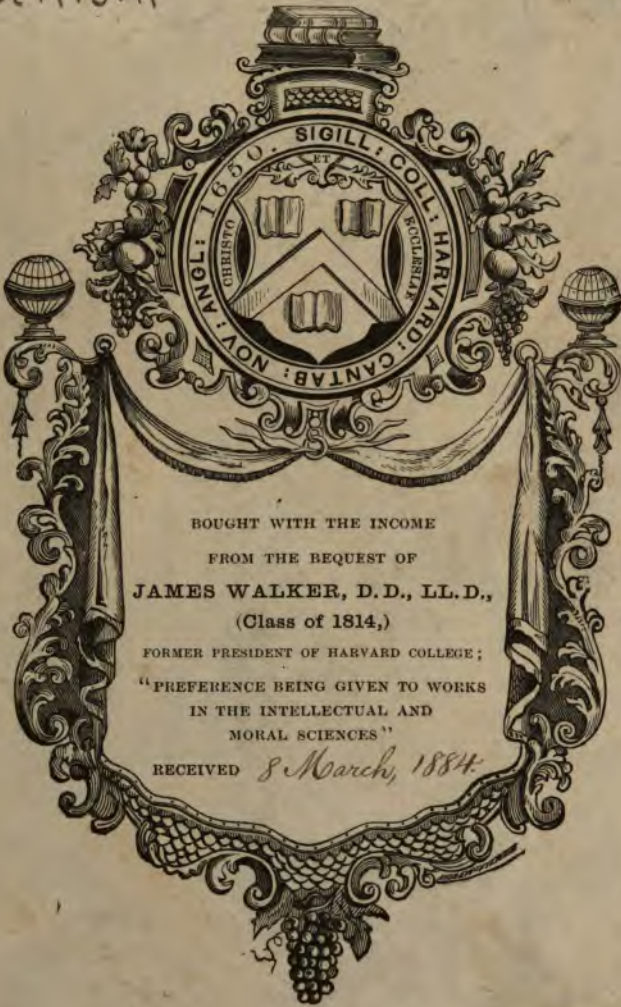 SIGILL: COLL: HARVARD: CANTAB: NOV: ANGL: 1650.
ET
CHRISTO
ECCLESIAE
BOUGHT WITH THE INCOME
FROM THE BEQUEST OF
JAMES WALKER, D.D., LL.D.,
(Class of 1814,)
FORMER PRESIDENT OF HARVARD COLLEGE;
"PREFERENCE BEING GIVEN TO WORKS
IN THE INTELLECTUAL AND
MORAL SCIENCES"
RECEIVED 8 March, 1884.